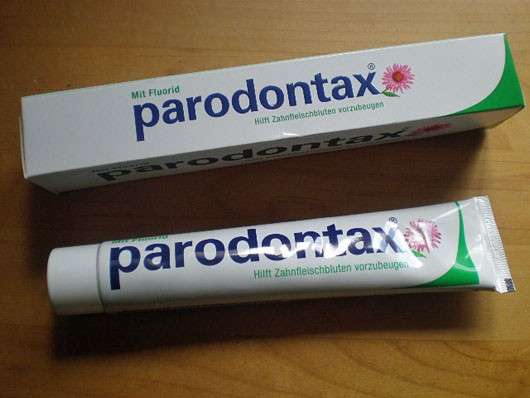 Mit Fluorid
parodontax®
Hilft Zahnfleischbluten vorzubeugen
parodontax
Mit Fluorid
parodontax®
Hilft Zahnfleischbluten vorzubeugen